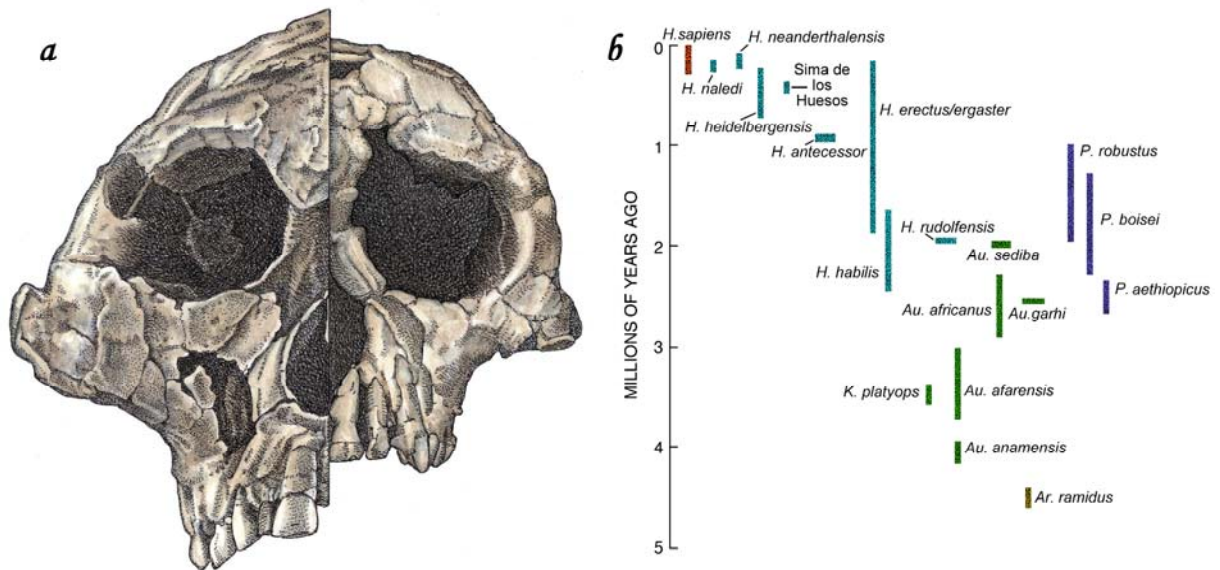 a
b
H.sapiens
H. neanderthalensis
H. naledi
Sima de
los
Huesos
H. heidelbergensis
H. antecessor
H. erectus/ergaster
P. robustus
P. boisei
P. aethiopicus
H. rudolfensis
Au. sediba
H. habilis
Au. africanus
Au.garhi
K. platyops
Au. afarensis
Au. anamensis
Ar. ramidus
MILLIONS OF YEARS AGO
0
1
2
3
4
5